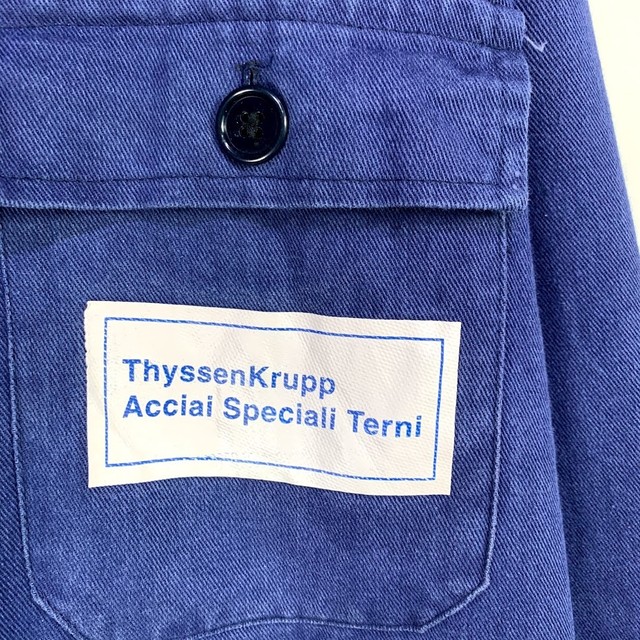 ThyssenKrupp
Acciai Speciali Terni